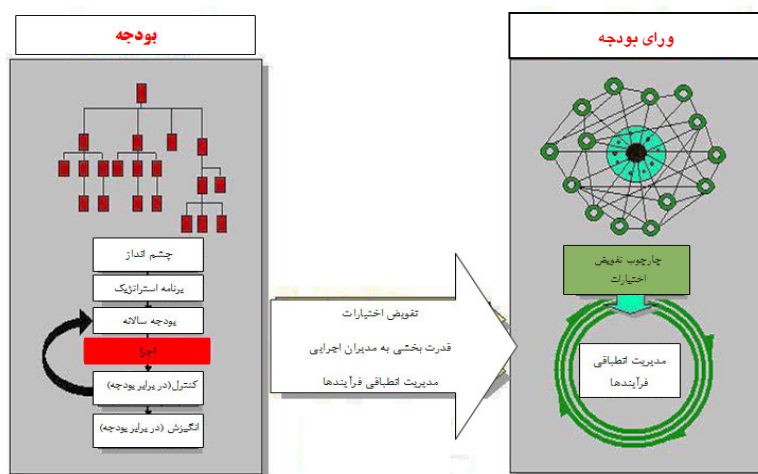 بودجه
ورای بودجه
چشم انداز
برنامه استراتژیک
بودجه سالانه
اجرا
کنترل(در برابر بودجه)
انگیزش (در برابر بودجه)
تفویض اختیارات
قدرت بخشی به مدیران اجرایی
مدیریت انطباقی فرآیندها
چارچوب تفویض
اختیارات
مدیریت انطباقی
فرآیندها